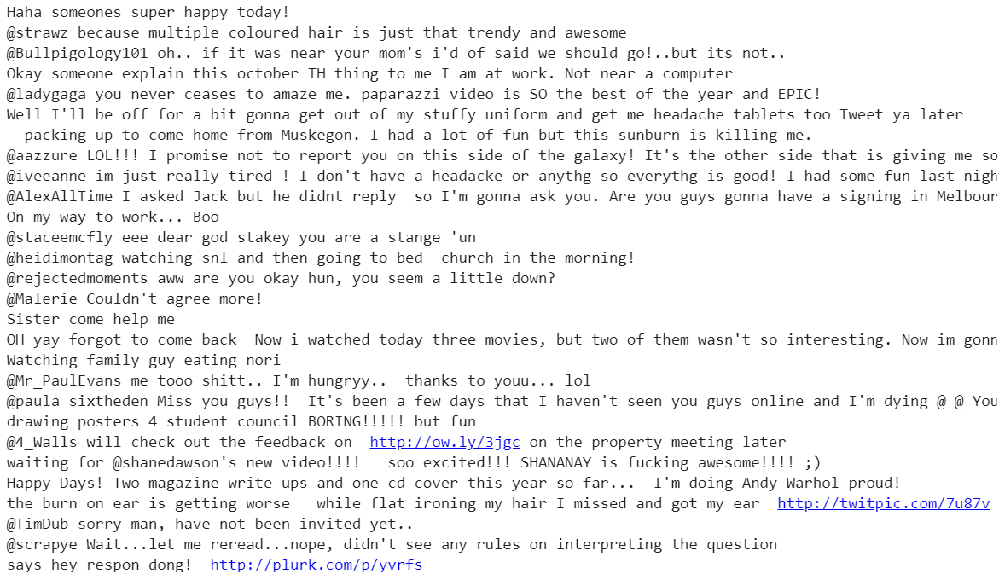 Haha someones super happy today!
@strawz because multiple coloured hair is just that trendy and awesome
@Bullpigology101 oh.. if it was near your mom's i'd of said we should go!..but its not..
Okay someone explain this october TH thing to me I am at work. Not near a computer
@ladygaga you never ceases to amaze me. paparazzi video is SO the best of the year and EPIC!
Well I'll be off for a bit gonna get out of my stuffy uniform and get me headache tablets too Tweet ya later
- packing up to come home from Muskegon. I had a lot of fun but this sunburn is killing me.
@aazzure LOL!!! I promise not to report you on this side of the galaxy! It's the other side that is giving me so
@iveeanne im just really tired ! I don't have a headacke or anythg so everythg is good! I had some fun last nigh
@AlexAllTime I asked Jack but he didnt reply  so I'm gonna ask you. Are you guys gonna have a signing in Melbour
On my way to work... Boo
@staceemcfly eee dear god stakey you are a stange 'un
@heidimontag watching snl and then going to bed  church in the morning!
@rejectedmoments aww are you okay hun, you seem a little down?
@Malerie Couldn't agree more!
Sister come help me
OH yay forgot to come back  Now i watched today three movies, but two of them wasn't so interesting. Now im gonn
Watching family guy eating nori
@Mr_PaulEvans me tooo shitt.. I'm hungryy..  thanks to youu... lol
@paula_sixtheden Miss you guys!!  It's been a few days that I haven't seen you guys online and I'm dying @_@ You
drawing posters 4 student council BORING!!!!! but fun
@4_Walls will check out the feedback on  http://ow.ly/3jgc on the property meeting later
waiting for @shanedawson's new video!!!!   soo excited!!! SHANANAY is fucking awesome!!!! ;)
Happy Days! Two magazine write ups and one cd cover this year so far...  I'm doing Andy Warhol proud!
the burn on ear is getting worse   while flat ironing my hair I missed and got my ear  http://twitpic.com/7u87v
@TimDub sorry man, have not been invited yet..
@scrapye Wait...let me reread...nope, didn't see any rules on interpreting the question
says hey respon dong!  http://plurk.com/p/yvrfs